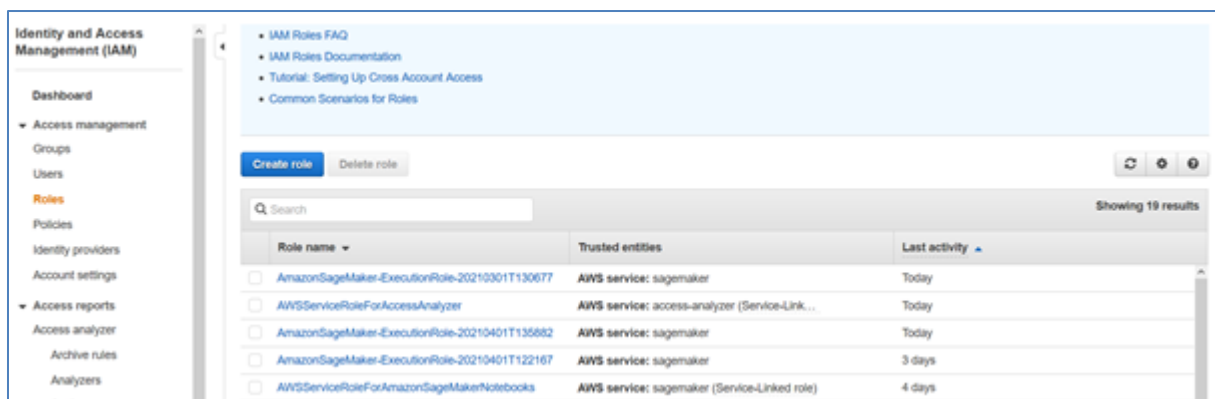 Identity and Access
Management (IAM)
Dashboard
Access management
Groups
Users
Roles
Policies
Identity providers
Account settings
Access reports
Access analyzer
Archive rules
Analyzers
IAM Roles FAQ
IAM Roles Documentation
Tutorial: Setting Up Cross Account Access
Common Scenarios for Roles
Create role Delete role
Search Showing 19 results
Role name Trusted entities Last activity
AmazonSageMaker-ExecutionRole-20210301T130677 AWS service: sagemaker Today
AWSServiceRoleForAccessAnalyzer AWS service: access-analyzer (Service-Link... Today
AmazonSageMaker-ExecutionRole-20210401T135882 AWS service: sagemaker Today
AmazonSageMaker-ExecutionRole-20210401T122167 AWS service: sagemaker 3 days
AWSServiceRoleForAmazonSageMakerNotebooks AWS service: sagemaker (Service-Linked role) 4 days